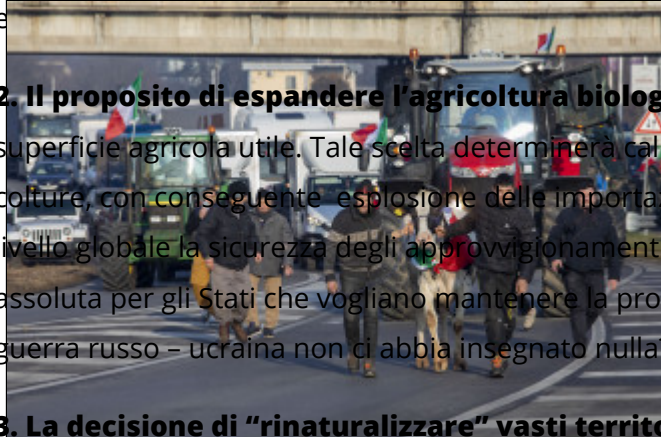 e
2. Il proposito di espandere l’agricoltura biolog
superficie agricola utile. Tale scelta determinerà cal
colture, con conseguente esplosione delle importa
ivello globale la sicurezza degli approvvigionament
assoluta per gli Stati che vogliano mantenere la pro
guerra russo – ucraina non ci abbia insegnato nulla?
3. La decisione di “rinaturalizzare” vasti territo